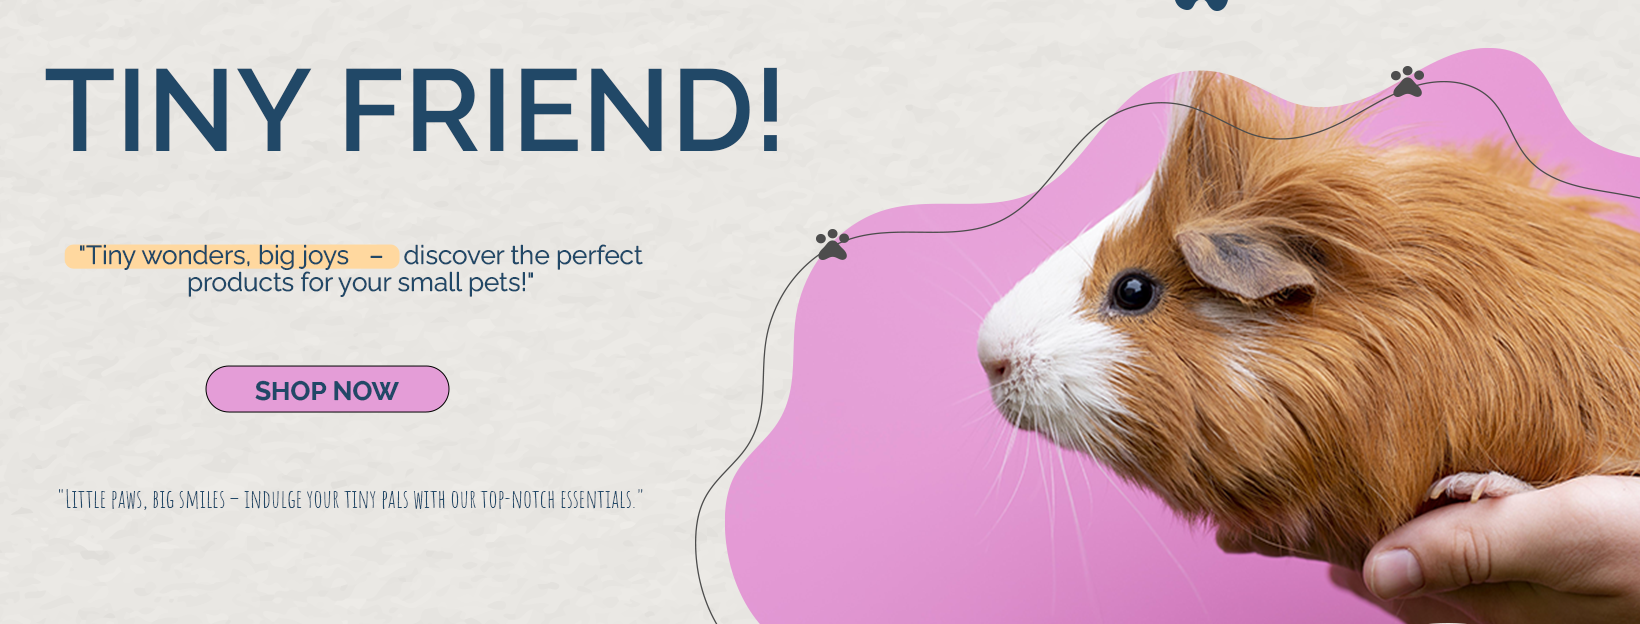 TINY FRIEND!
"Tiny wonders, big joys – discover the perfect
products for your small pets!"
SHOP NOW
"Little paws, big smiles – indulge your tiny pals with our top-notch essentials."